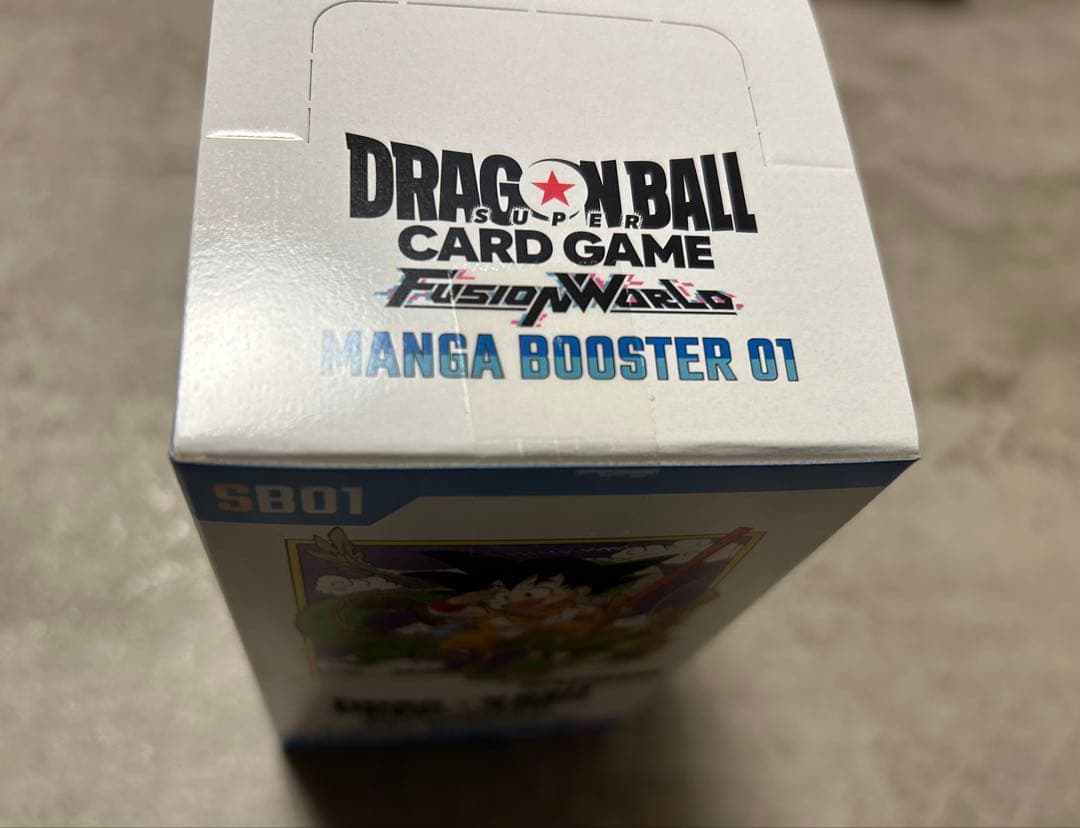 DRAGON BALL
SUPER
CARD GAME
FUSION WORLD
MANGA BOOSTER 01
SB01